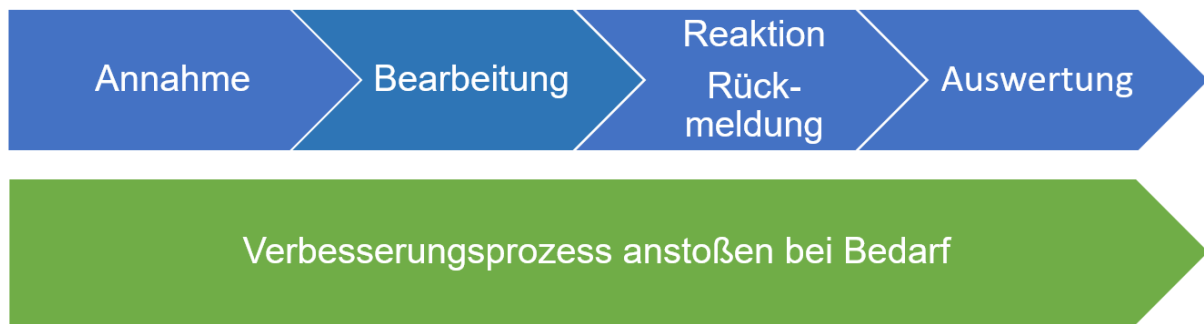 Annahme
Bearbeitung
Reaktion
Rück-
meldung
Auswertung
Verbesserungsprozess anstoßen bei Bedarf